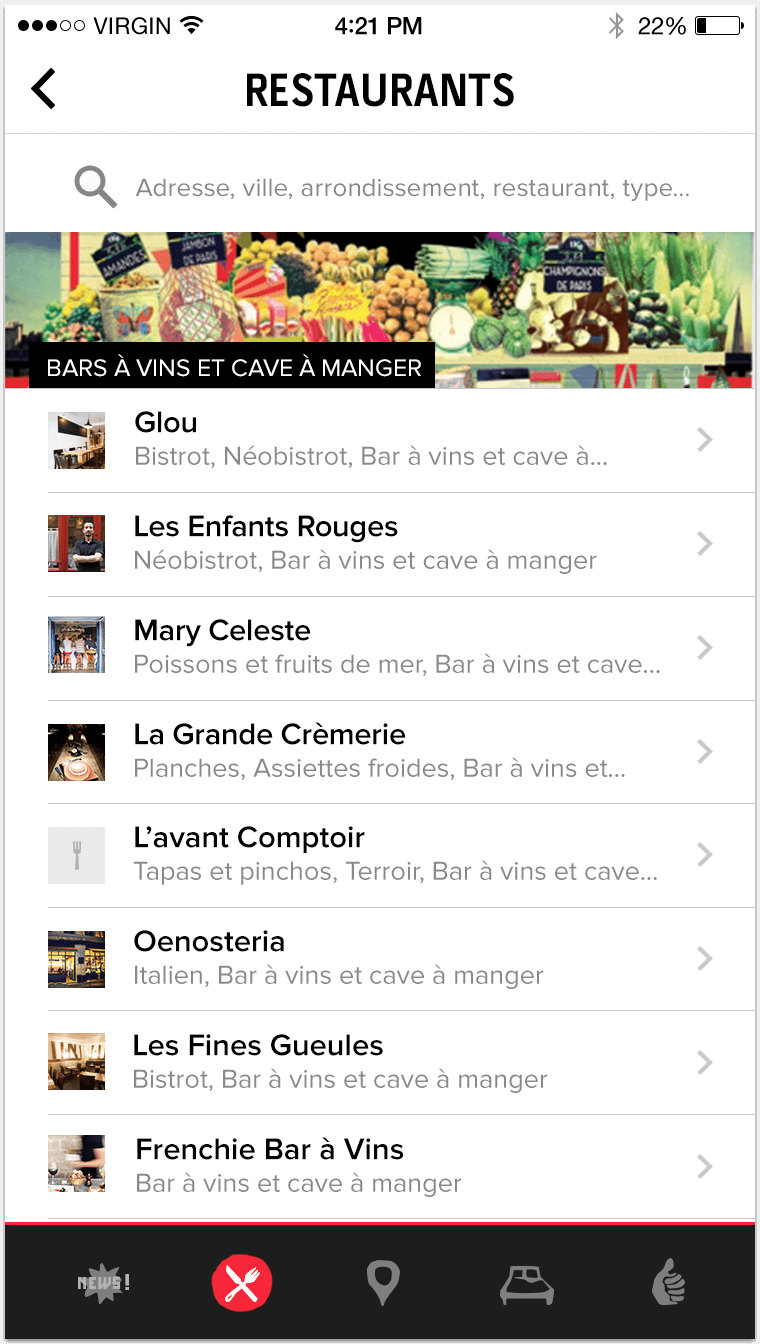 VIRGIN 4:21 PM 22%
RESTAURANTS
Adresse, ville, arrondissement, restaurant, type...
AMANDES
JAMBON
DE PARIS
1Kg
CHAMPIGNONS
DE PARIS
BARS À VINS ET CAVE À MANGER
Glou
Bistrot, Néobistrot, Bar à vins et cave à...
Les Enfants Rouges
Néobistrot, Bar à vins et cave à manger
Mary Celeste
Poissons et fruits de mer, Bar à vins et cave...
La Grande Crèmerie
Planches, Assiettes froides, Bar à vins et...
L’avant Comptoir
Tapas et pinchos, Terroir, Bar à vins et cave...
Oenosteria
Italien, Bar à vins et cave à manger
Les Fines Gueules
Bistrot, Bar à vins et cave à manger
Frenchie Bar à Vins
Bar à vins et cave à manger
NEWS!